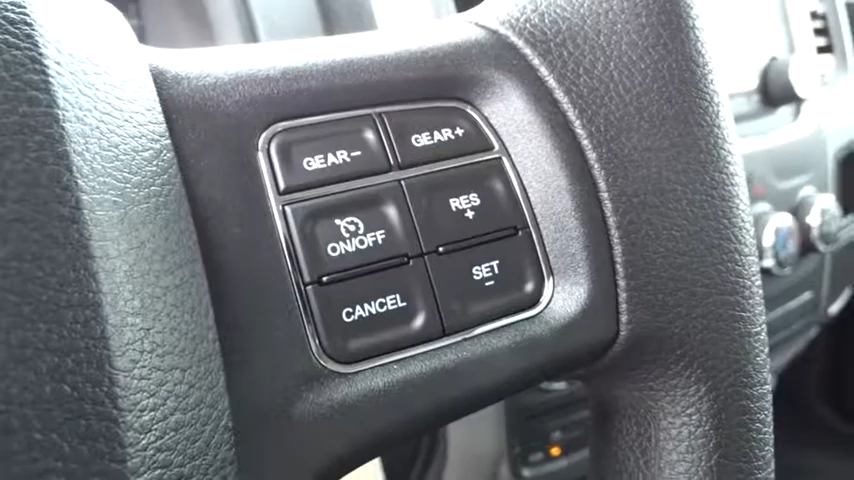 GEAR−
GEAR+
ON/OFF
RES
+
CANCEL
SET
−